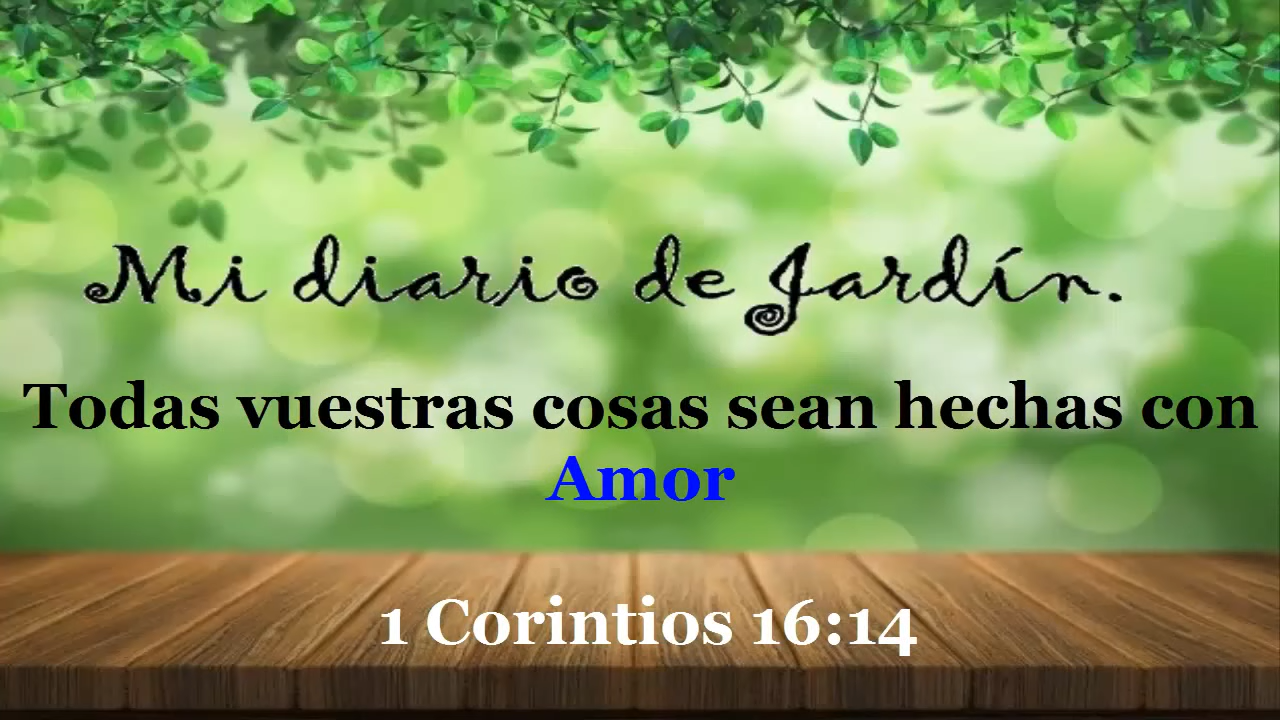 Mi diario de Jardín.
Todas vuestras cosas sean hechas con
Amor
1 Corintios 16:14